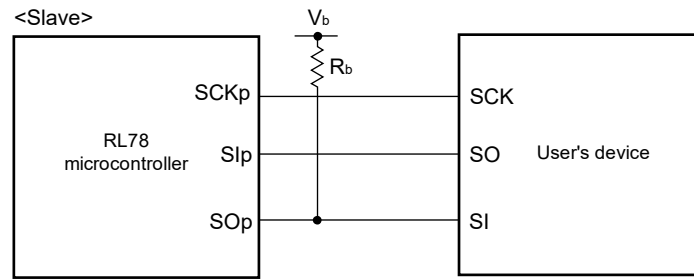 <Slave>
Vb
Rb
SCKp
SCK
RL78
microcontroller
SIp
SO
User's device
SOp
SI